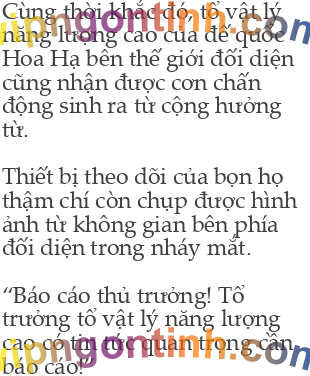 Cùng thời khắc đó, tổ vật lý
năng lượng cao của đế quốc
Hoa Hạ bên thế giới đối diện
cũng nhận được cơn chấn
động sinh ra từ cộng hưởng
từ.
Thiết bị theo dõi của bọn họ
thậm chí còn chụp được hình
ảnh từ không gian bên phía
đối diện trong nháy mắt.
“Báo cáo thủ trưởng! Tổ
trưởng tổ vật lý năng lượng
cao có tin tức quan trọng cần
báo cáo!”
vipngontinh.com
vipngontinh.com